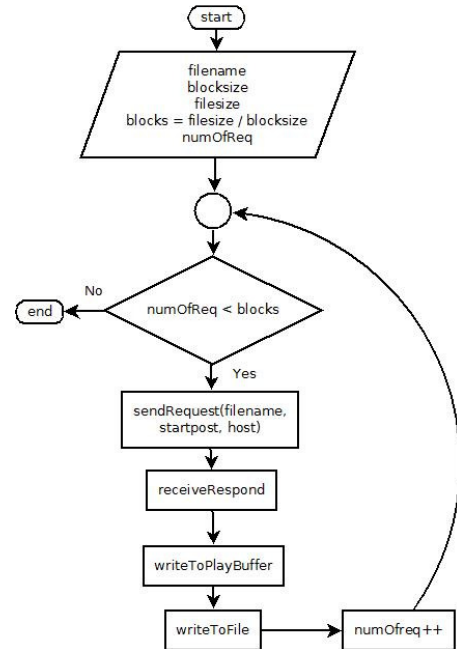 start
filename
blocksize
filesize
blocks = filesize / blocksize
numOfReq
No
end
numOfReq < blocks
Yes
sendRequest(filename,
startpost, host)
receiveRespond
writeToPlayBuffer
writeToFile
numOfreq++